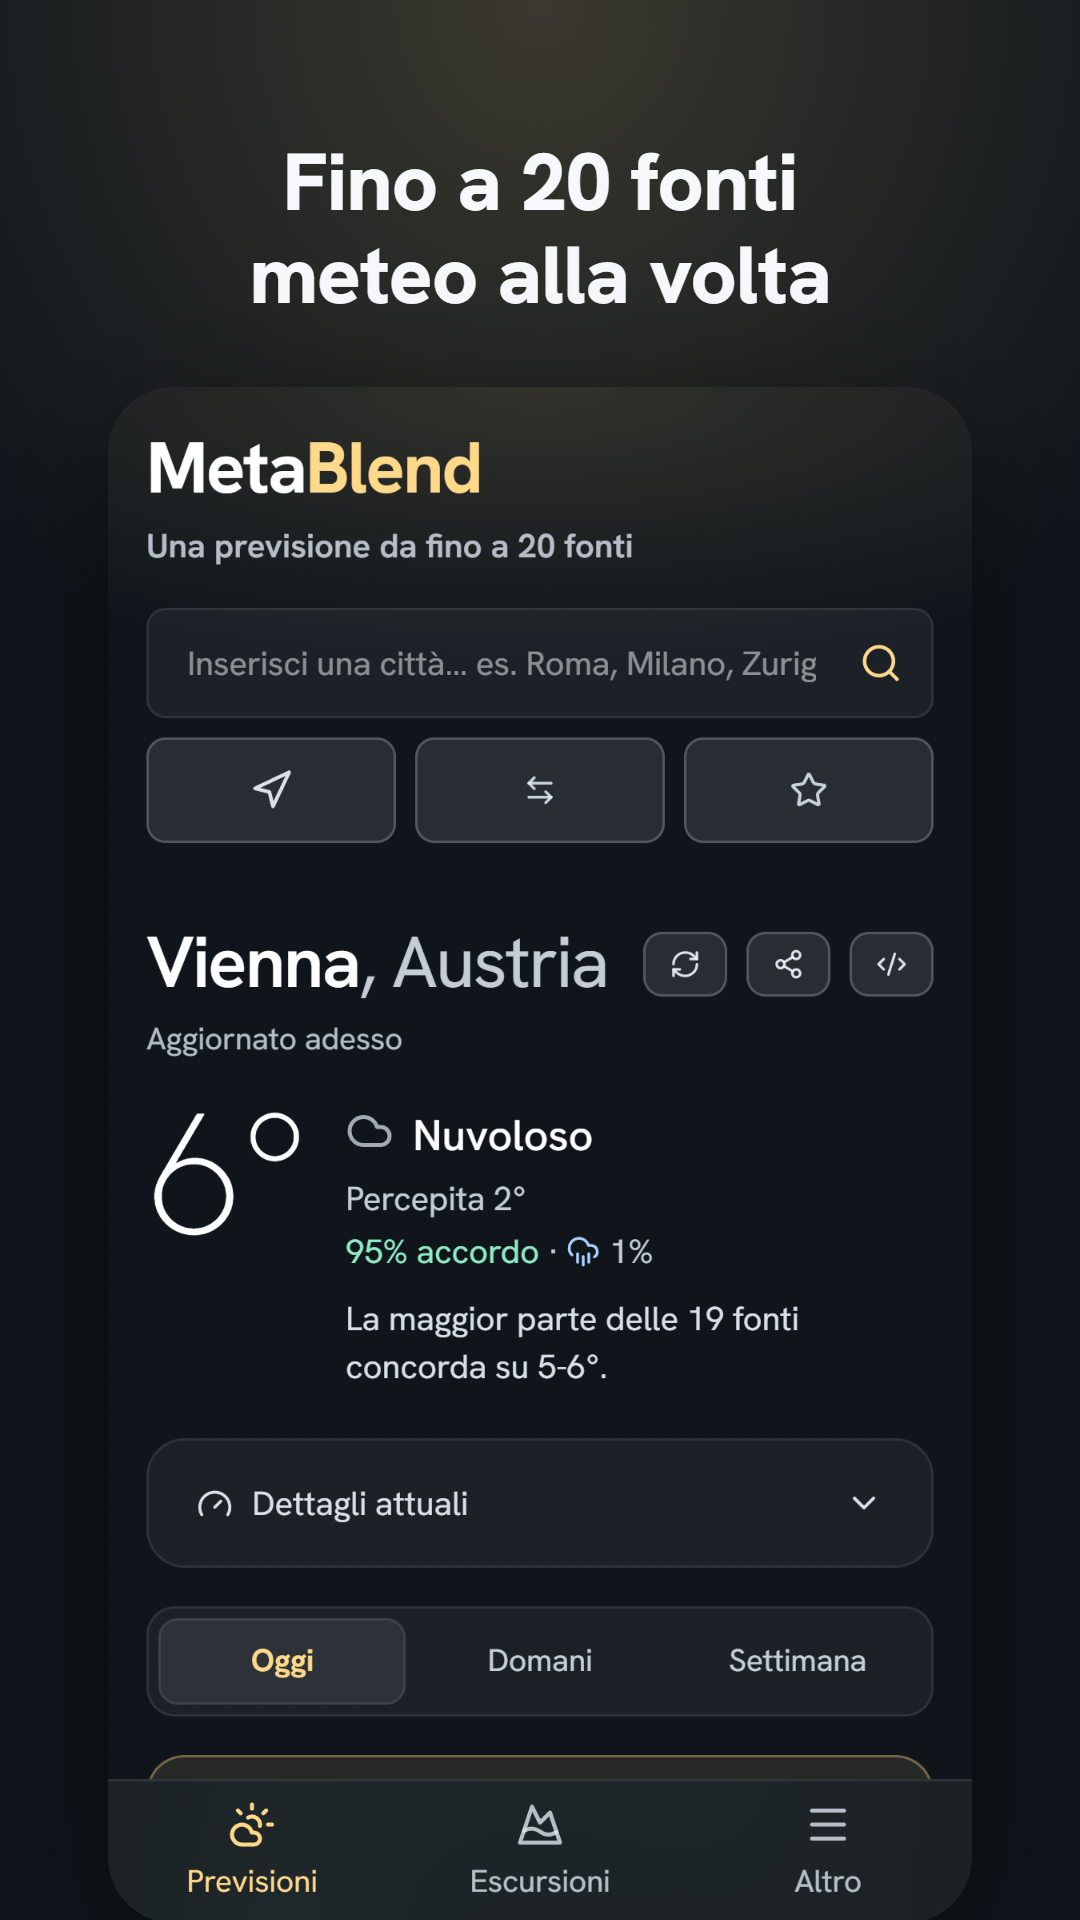 Fino a 20 fonti
meteo alla volta
MetaBlend
Una previsione da fino a 20 fonti
Inserisci una città... es. Roma, Milano, Zurig
Vienna, Austria
Aggiornato adesso
6°
Nuvoloso
Percepita 2°
95% accordo · 1%
La maggior parte delle 19 fonti
concorda su 5-6°.
Dettagli attuali
Oggi
Domani
Settimana
Previsioni
Escursioni
Altro